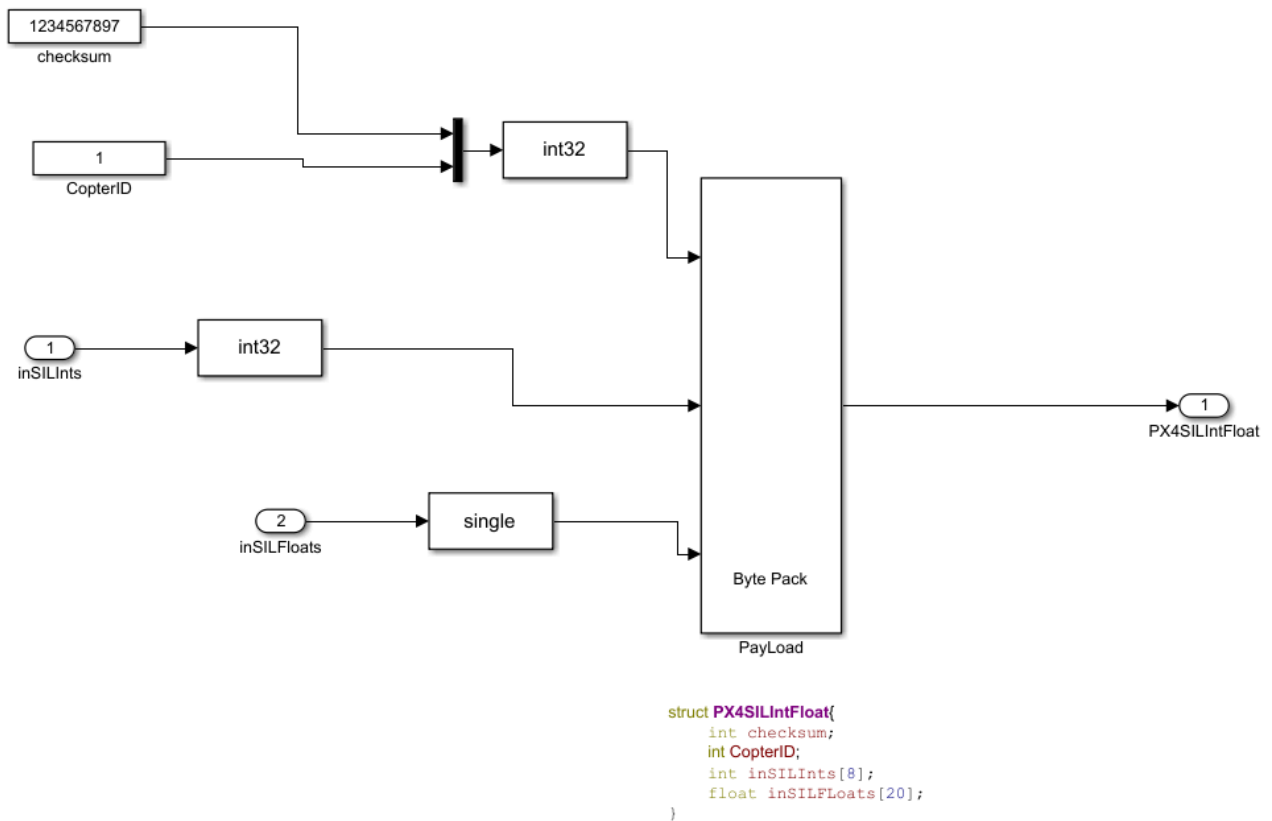 1234567897
checksum
1
CopterID
int32
1
inSILInts
int32
2
inSILFloats
single
Byte Pack
PayLoad
1
PX4SILIntFloat
struct PX4SILIntFloat{
int checksum;
int CopterID;
int inSILInts[8];
float inSILFLoats[20];
}